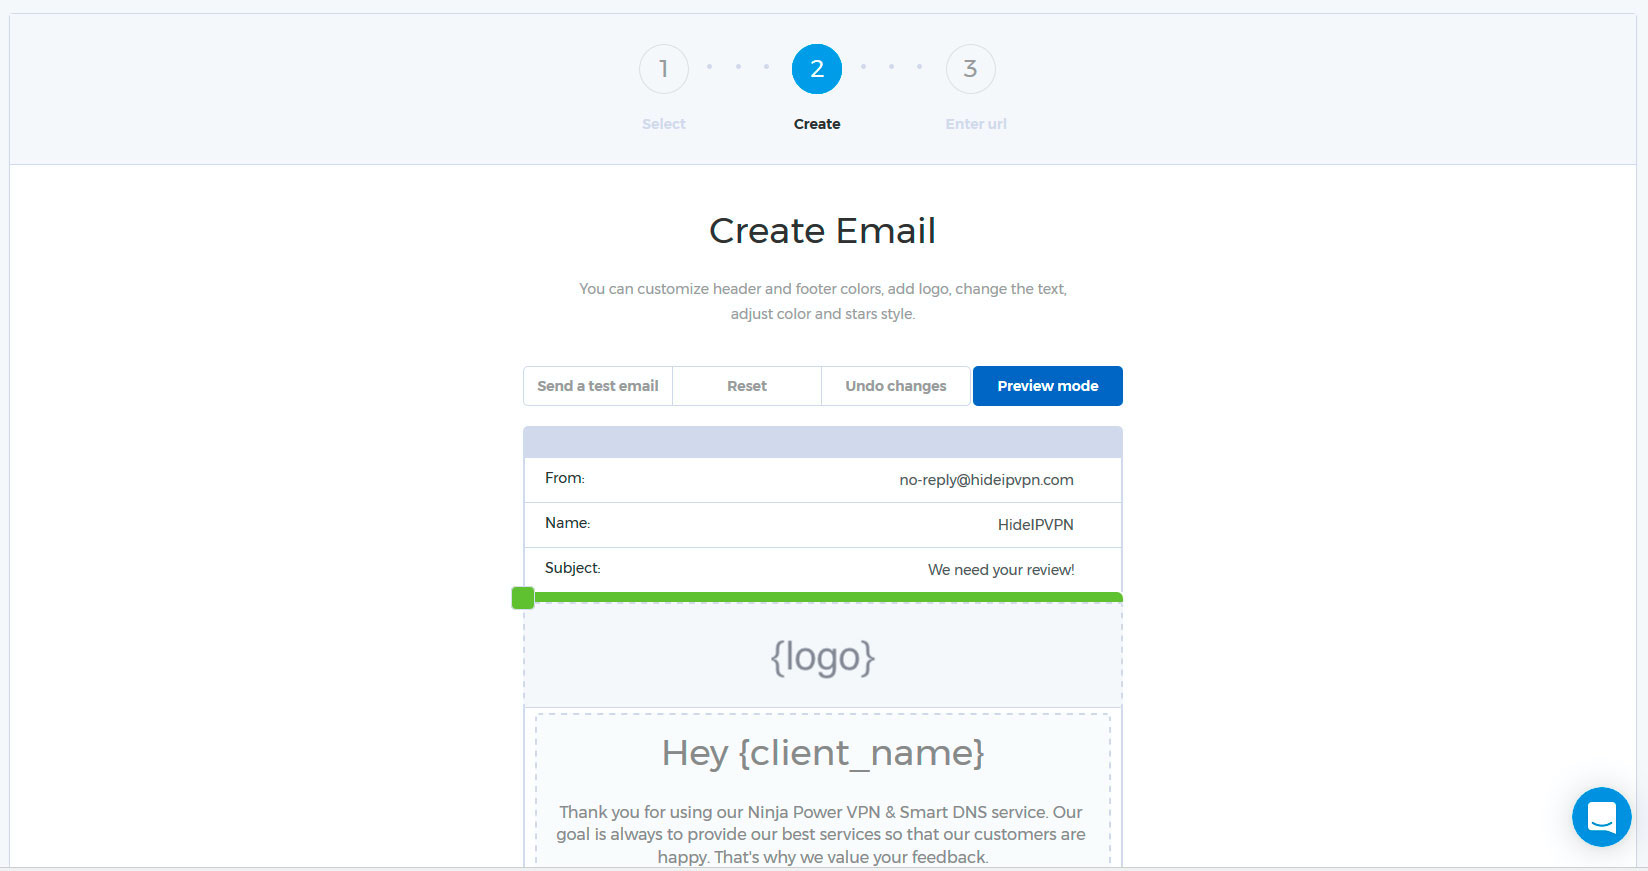 1
2
3
Select
Create
Enter url
Create Email
You can customize header and footer colors, add logo, change the text,
adjust color and stars style.
Send a test email
Reset
Undo changes
Preview mode
From:
no-reply@hideipvpn.com
Name:
HideIPVPN
Subject:
We need your review!
{logo}
Hey {client_name}
Thank you for using our Ninja Power VPN & Smart DNS service. Our
goal is always to provide our best services so that our customers are
happy. That's why we value your feedback.